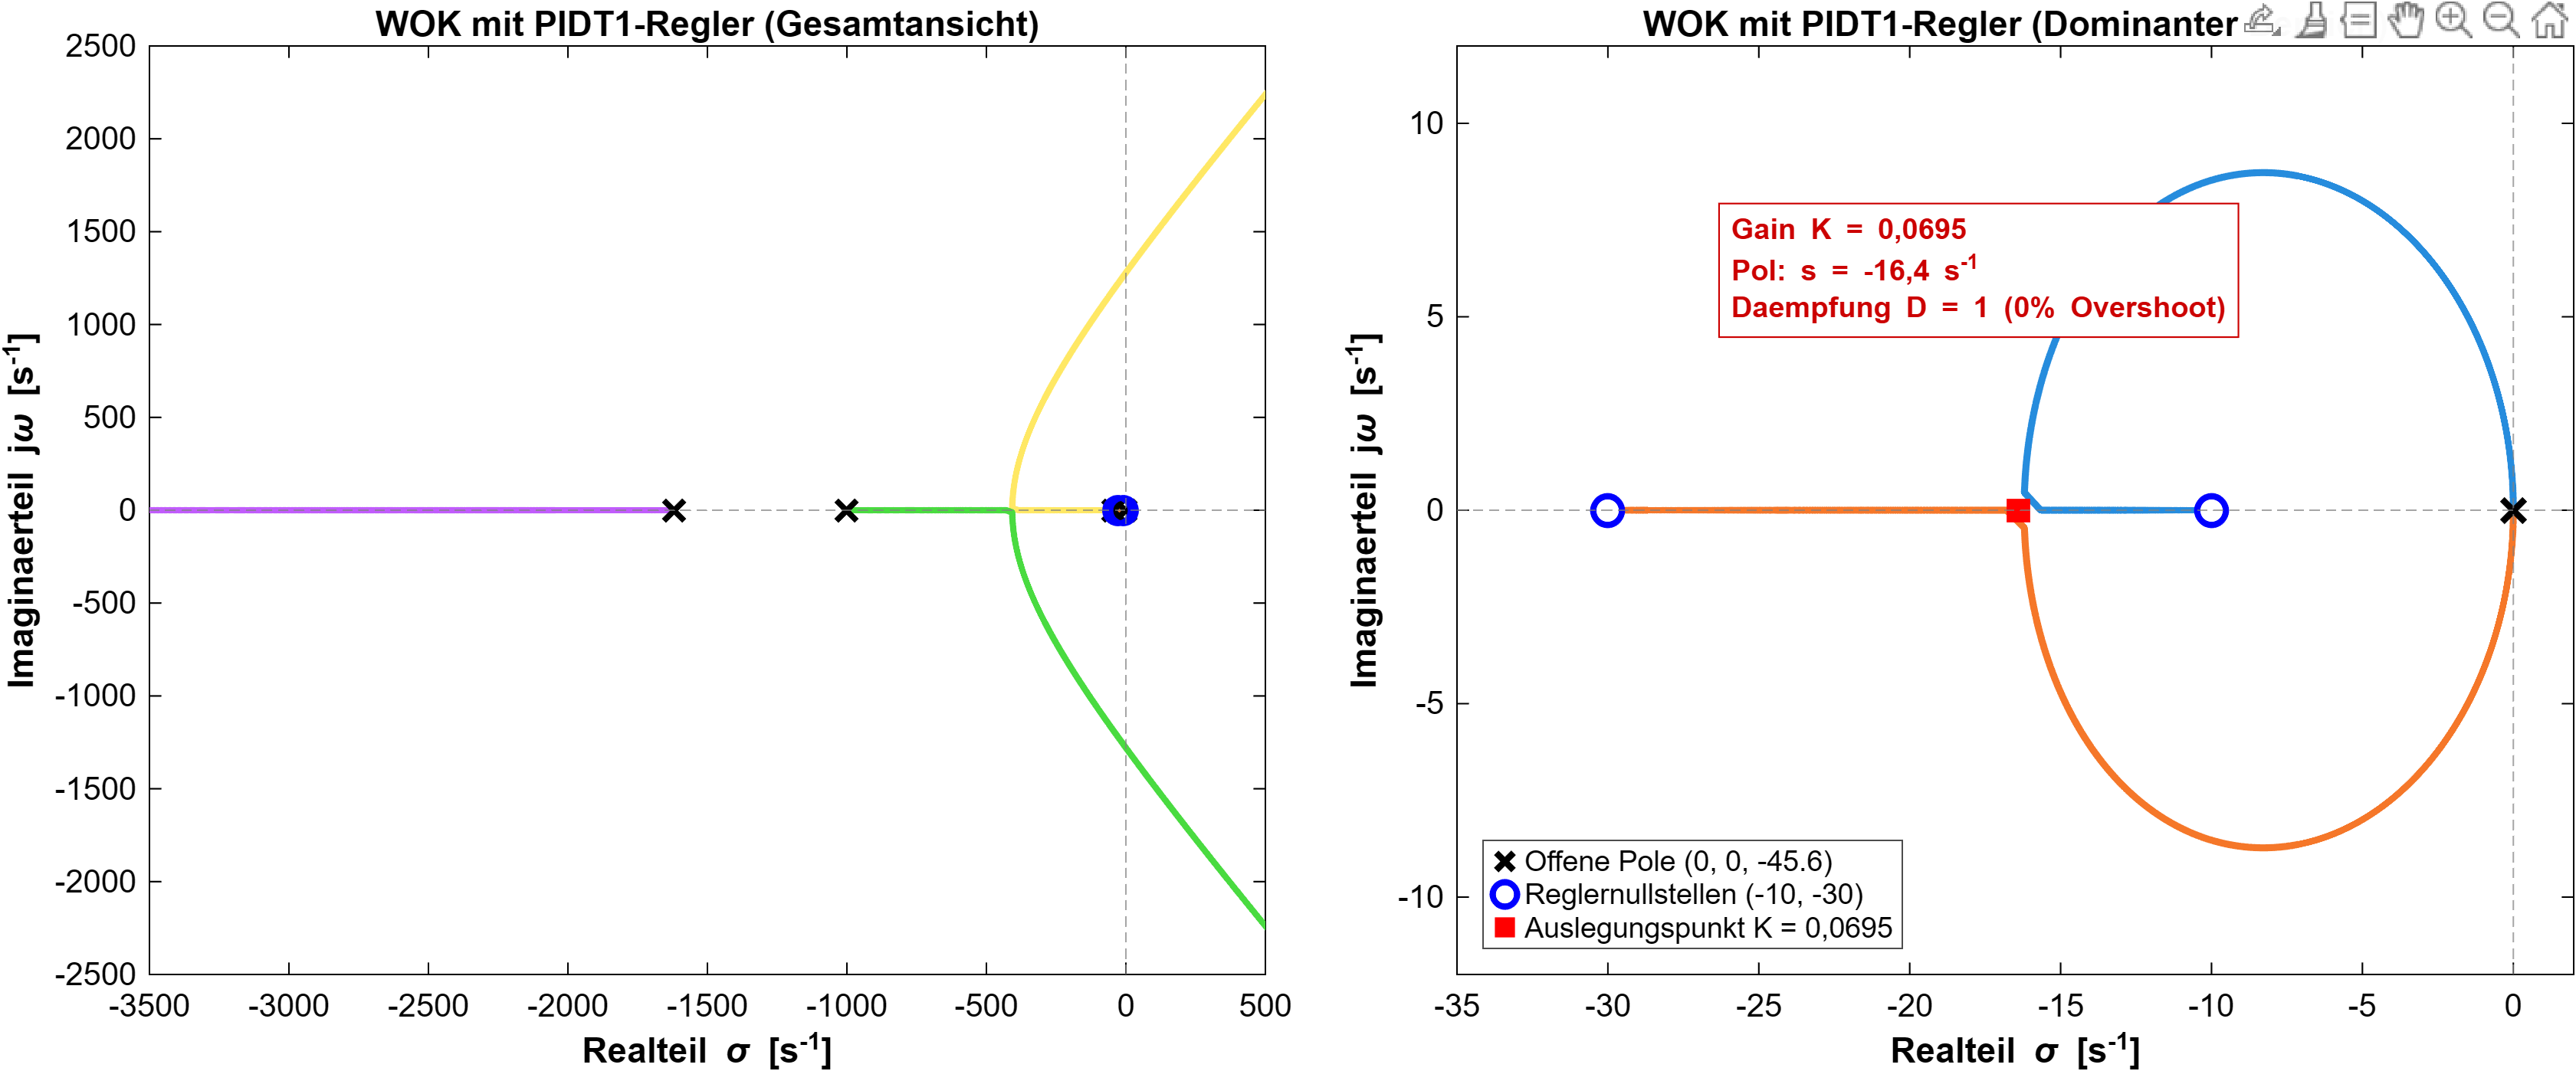 WOK mit PIDT1-Regler (Gesamtansicht)
2500
2000
1500
1000
500
0
-500
-1000
-1500
-2000
-2500
-3500
-3000
-2500
-2000
-1500
-1000
-500
0
500
Imaginaerteil jω [s⁻¹]
Realteil σ [s⁻¹]
WOK mit PIDT1-Regler (Dominanter
10
5
0
-5
-10
-35
-30
-25
-20
-15
-10
-5
0
Imaginaerteil jω [s⁻¹]
Realteil σ [s⁻¹]
Gain K = 0,0695
Pol: s = -16,4 s⁻¹
Daempfung D = 1 (0% Overshoot)
Offene Pole (0, 0, -45.6)
Reglernullstellen (-10, -30)
Auslegungspunkt K = 0,0695